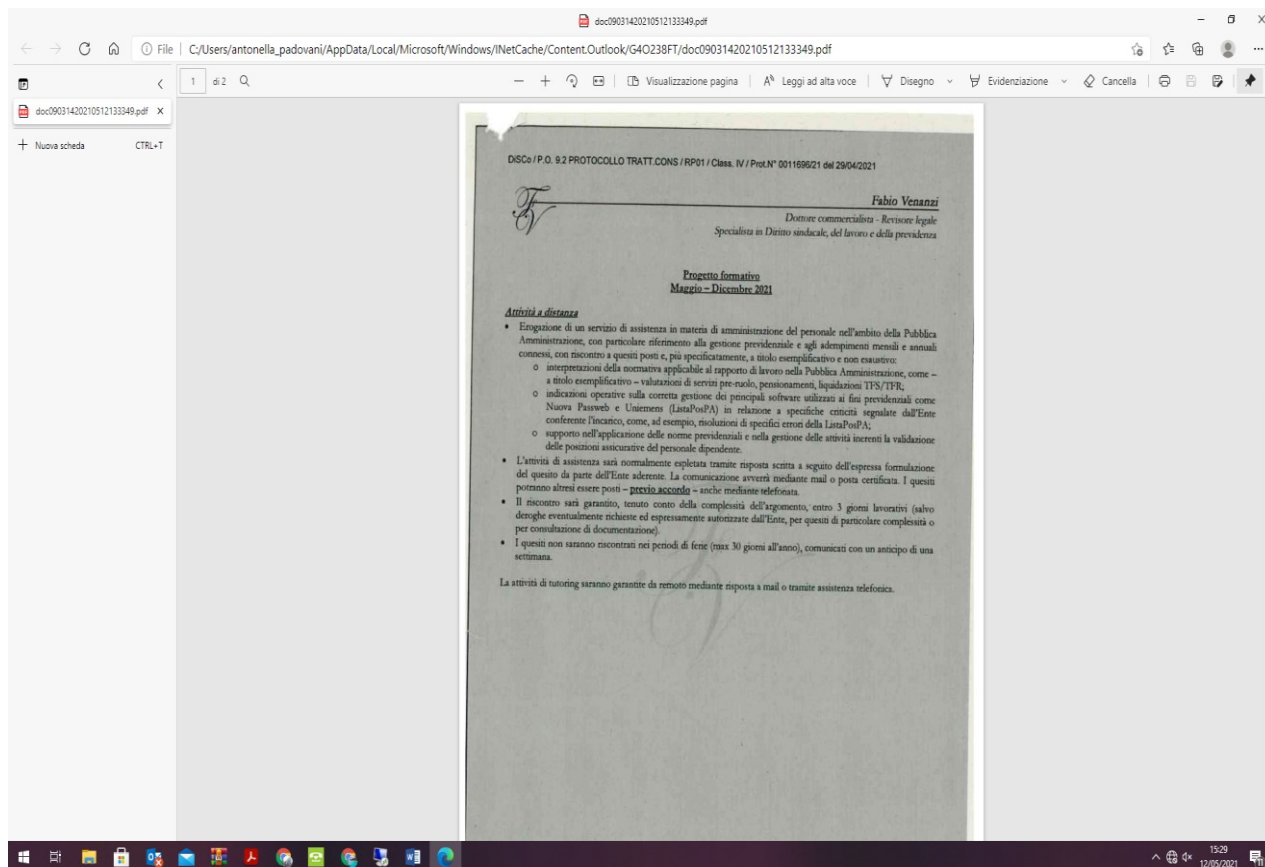 doc09031420210512133349.pdf
File | C:/Users/antonella_padovani/AppData/Local/Microsoft/Windows/INetCache/Content.Outlook/G4O238FT/doc09031420210512133349.pdf
1 di 2 Visualizzazione pagina Leggi ad alta voce Disegno Evidenziazione Cancella
doc09031420210512133349.pdf
Nuova scheda CTRL+T
DiSCo / P.O. 9.2 PROTOCOLLO TRATT.CONS / RP01 / Class. IV / Prot.N° 0011696/21 del 29/04/2021
FV
Fabio Venanzi
Dottore commercialista - Revisore legale
Specialista in Diritto sindacale, del lavoro e della previdenza
Progetto formativo
Maggio – Dicembre 2021
Attività a distanza
• Erogazione di un servizio di assistenza in materia di amministrazione del personale nell'ambito della Pubblica
Amministrazione, con particolare riferimento alla gestione previdenziale e agli adempimenti mensili e annuali
connessi, con riscontro a quesiti posti e, più specificatamente, a titolo esemplificativo e non esaustivo:
o interpretazioni della normativa applicabile al rapporto di lavoro nella Pubblica Amministrazione, come –
a titolo esemplificativo – valutazioni di servizi pre-ruolo, pensionamenti, liquidazioni TFS/TFR;
o indicazioni operative sulla corretta gestione dei principali software utilizzati ai fini previdenziali come
Nuova Passweb e Uniemens (ListaPosPA) in relazione a specifiche criticità segnalate dall'Ente
conferente l'incarico, come, ad esempio, risoluzioni di specifici errori della ListaPosPA;
o supporto nell'applicazione delle norme previdenziali e nella gestione delle attività inerenti la validazione
delle posizioni assicurative del personale dipendente.
• L'attività di assistenza sarà normalmente espletata tramite risposta scritta a seguito dell'espressa formulazione
del quesito da parte dell'Ente aderente. La comunicazione avverrà mediante mail o posta certificata. I quesiti
potranno altresì essere posti – previo accordo – anche mediante telefonata.
• Il riscontro sarà garantito, tenuto conto della complessità dell'argomento, entro 3 giorni lavorativi (salvo
deroghe eventualmente richieste ed espressamente autorizzate dall'Ente, per quesiti di particolare complessità o
per consultazione di documentazione).
• I quesiti non saranno riscontrati nei periodi di ferie (max 30 giorni all'anno), comunicati con un anticipo di una
settimana.
La attività di tutoring saranno garantite da remoto mediante risposta a mail o tramite assistenza telefonica.
15:29
12/05/2021